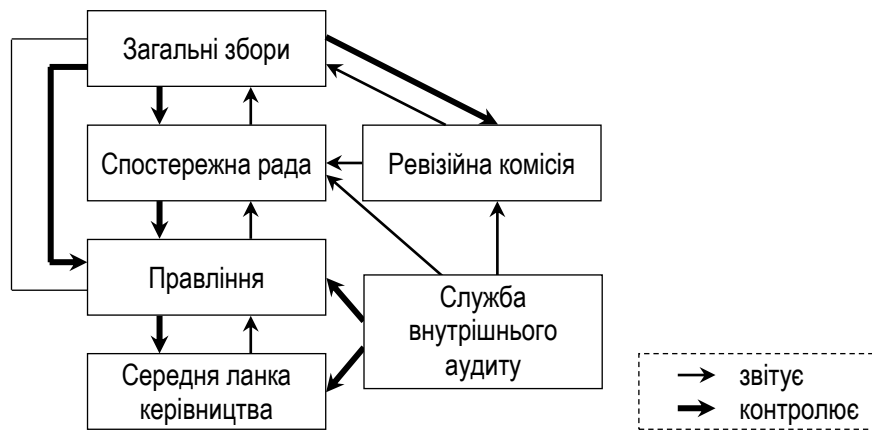 Загальні збори
Спостережна рада
Ревізійна комісія
Правління
Служба
внутрішнього
аудиту
Середня ланка
керівництва
звітує
контролює